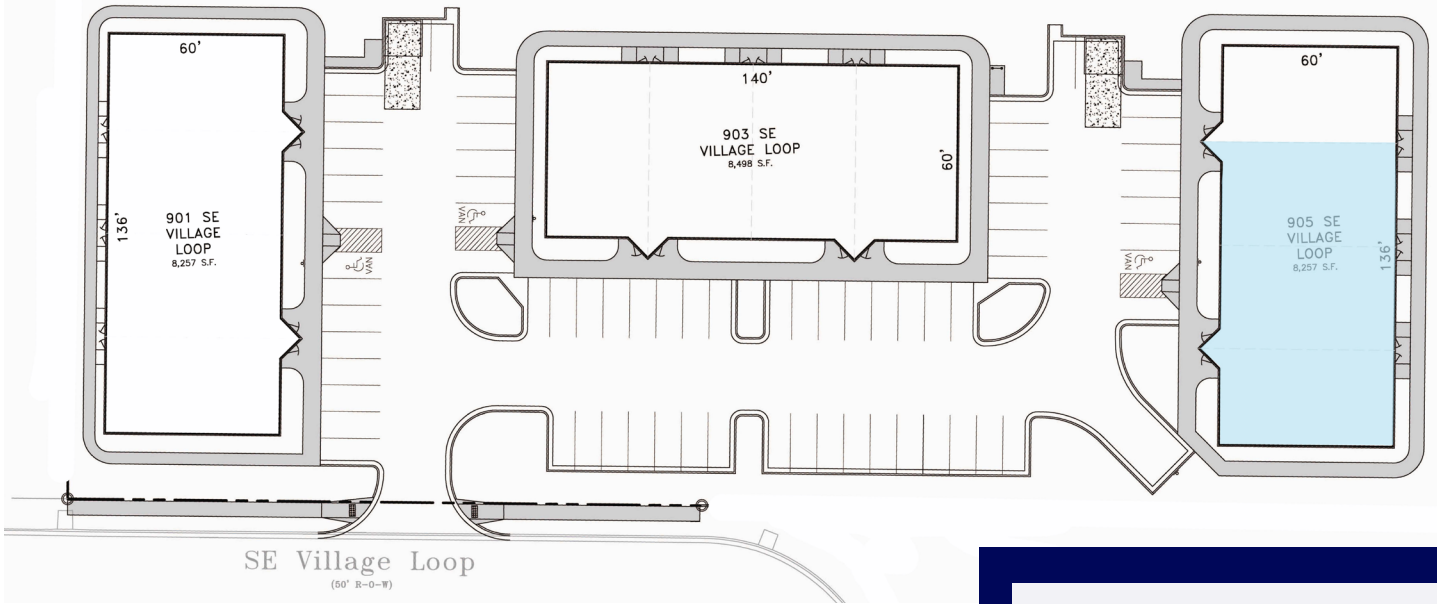 60'
136'
901 SE
VILLAGE
LOOP
8,257 S.F.
VAN
VAN
140'
903 SE
VILLAGE LOOP
8,498 S.F.
60'
VAN
60'
905 SE
VILLAGE
LOOP
8,257 S.F.
136'
SE Village Loop
(50' R-O-W)